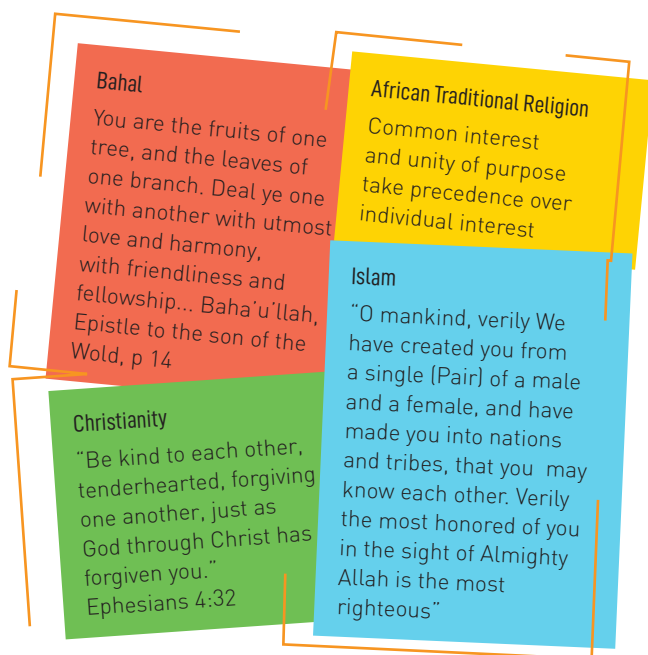 Bahal
You are the fruits of one
tree, and the leaves of
one branch. Deal ye one
with another with utmost
love and harmony,
with friendliness and
fellowship... Baha'u'llah,
Epistle to the son of the
Wold, p 14
African Traditional Religion
Common interest
and unity of purpose
take precedence over
individual interest
Christianity
"Be kind to each other,
tenderhearted, forgiving
one another, just as
God through Christ has
forgiven you."
Ephesians 4:32
Islam
"O mankind, verily We
have created you from
a single (Pair) of a male
and a female, and have
made you into nations
and tribes, that you may
know each other. Verily
the most honored of you
in the sight of Almighty
Allah is the most
righteous"